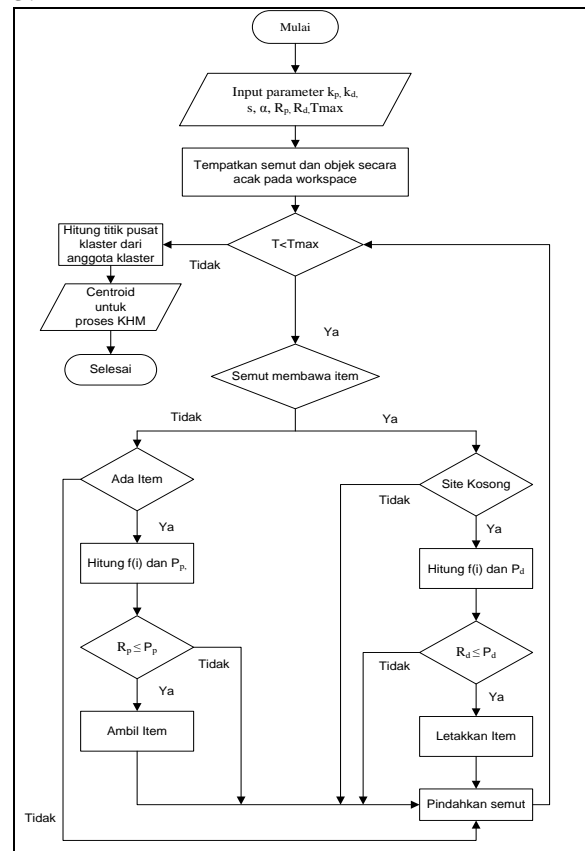 Mulai
Input parameter kp, kd,
s, α, Rp, Rd,Tmax
Tempatkan semut dan objek secara
acak pada workspace
Hitung titik pusat
klaster dari
anggota klaster
T<Tmax
Tidak
Centroid
untuk
proses KHM
Ya
Selesai
Semut membawa item
Tidak
Ya
Ada Item
Site Kosong
Tidak
Ya
Ya
Hitung f(i) dan Pp,
Hitung f(i) dan Pd
Rp ≤ Pp
Tidak
Rd ≤ Pd
Tidak
Ya
Ya
Ambil Item
Letakkan Item
Pindahkan semut
Tidak